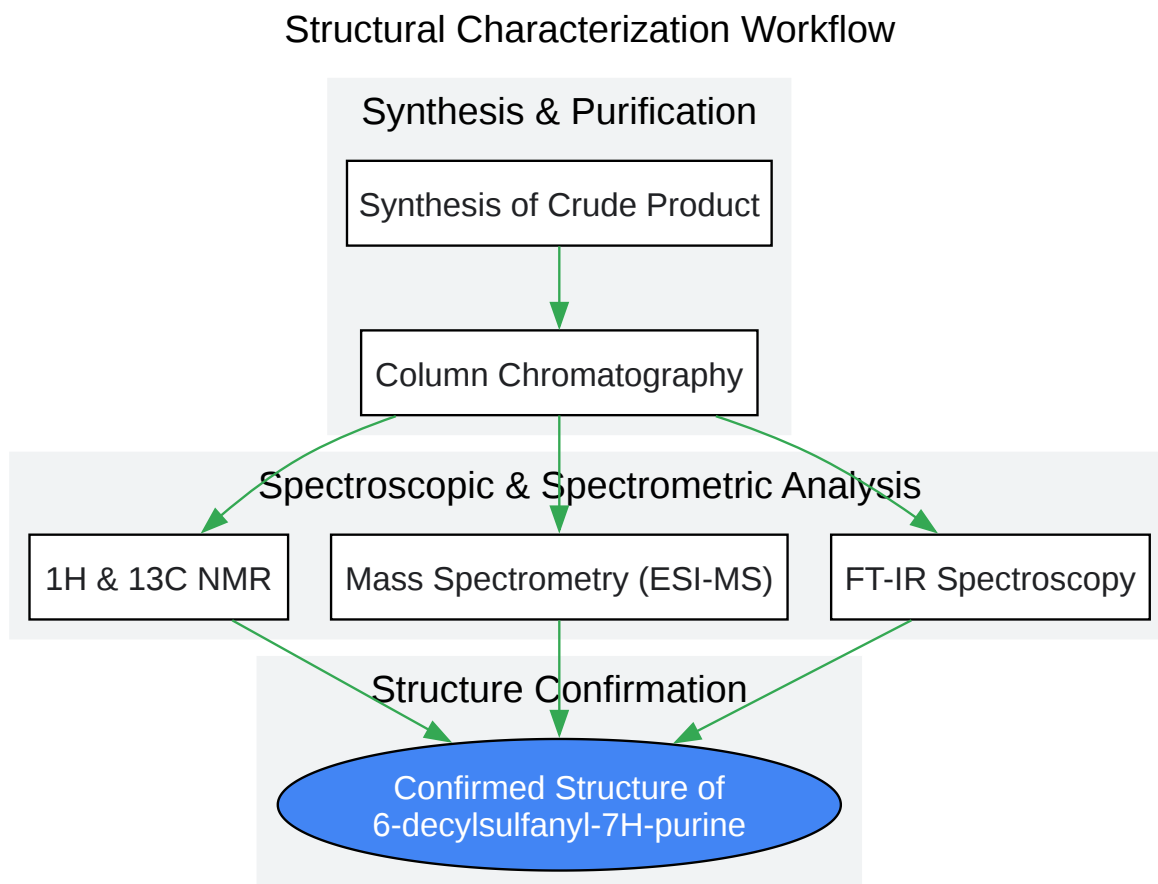 Structural Characterization Workflow
Synthesis & Purification
Synthesis of Crude Product
Column Chromatography
Spectroscopic & Spectrometric Analysis
1H & 13C NMR
Mass Spectrometry (ESI-MS)
FT-IR Spectroscopy
Structure Confirmation
Confirmed Structure of
6-decylsulfanyl-7H-purine